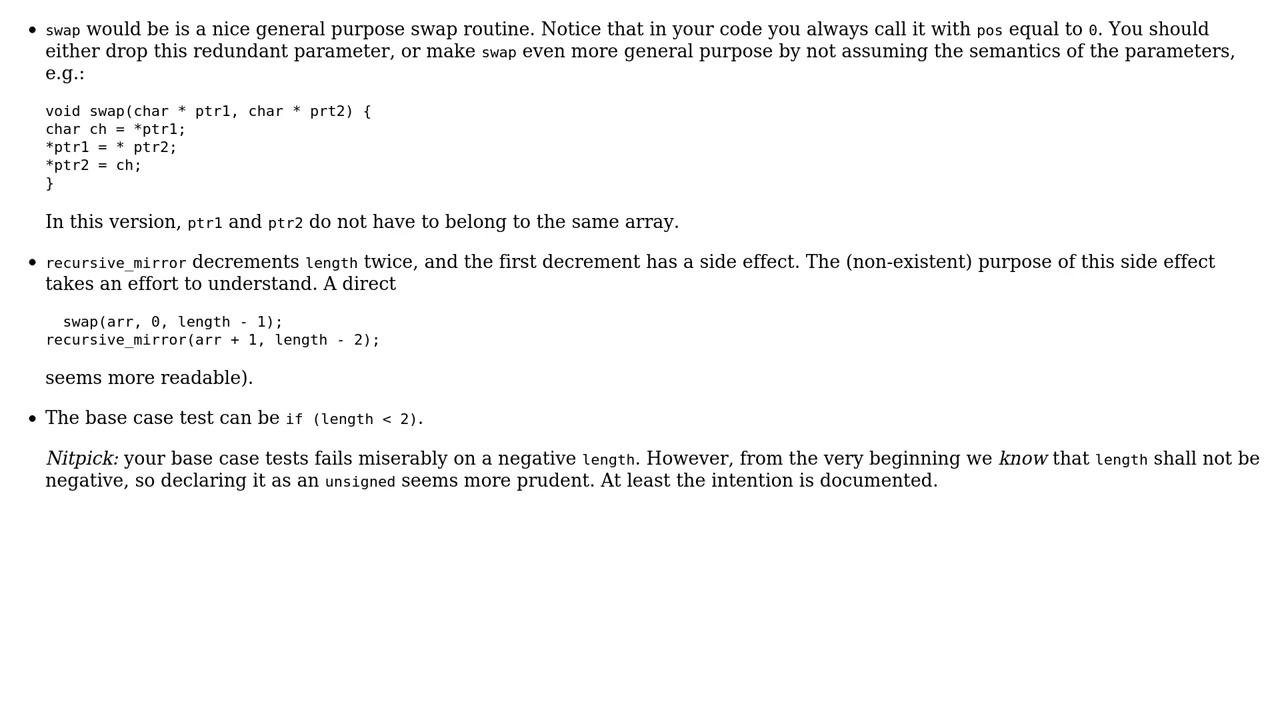 • swap would be is a nice general purpose swap routine. Notice that in your code you always call it with pos equal to 0. You should
either drop this redundant parameter, or make swap even more general purpose by not assuming the semantics of the parameters,
e.g.:
void swap(char * ptr1, char * prt2) {
char ch = *ptr1;
*ptr1 = * ptr2;
*ptr2 = ch;
}
In this version, ptr1 and ptr2 do not have to belong to the same array.
• recursive_mirror decrements length twice, and the first decrement has a side effect. The (non-existent) purpose of this side effect
takes an effort to understand. A direct
swap(arr, 0, length - 1);
recursive_mirror(arr + 1, length - 2);
seems more readable).
• The base case test can be if (length < 2).
Nitpick: your base case tests fails miserably on a negative length. However, from the very beginning we know that length shall not be
negative, so declaring it as an unsigned seems more prudent. At least the intention is documented.